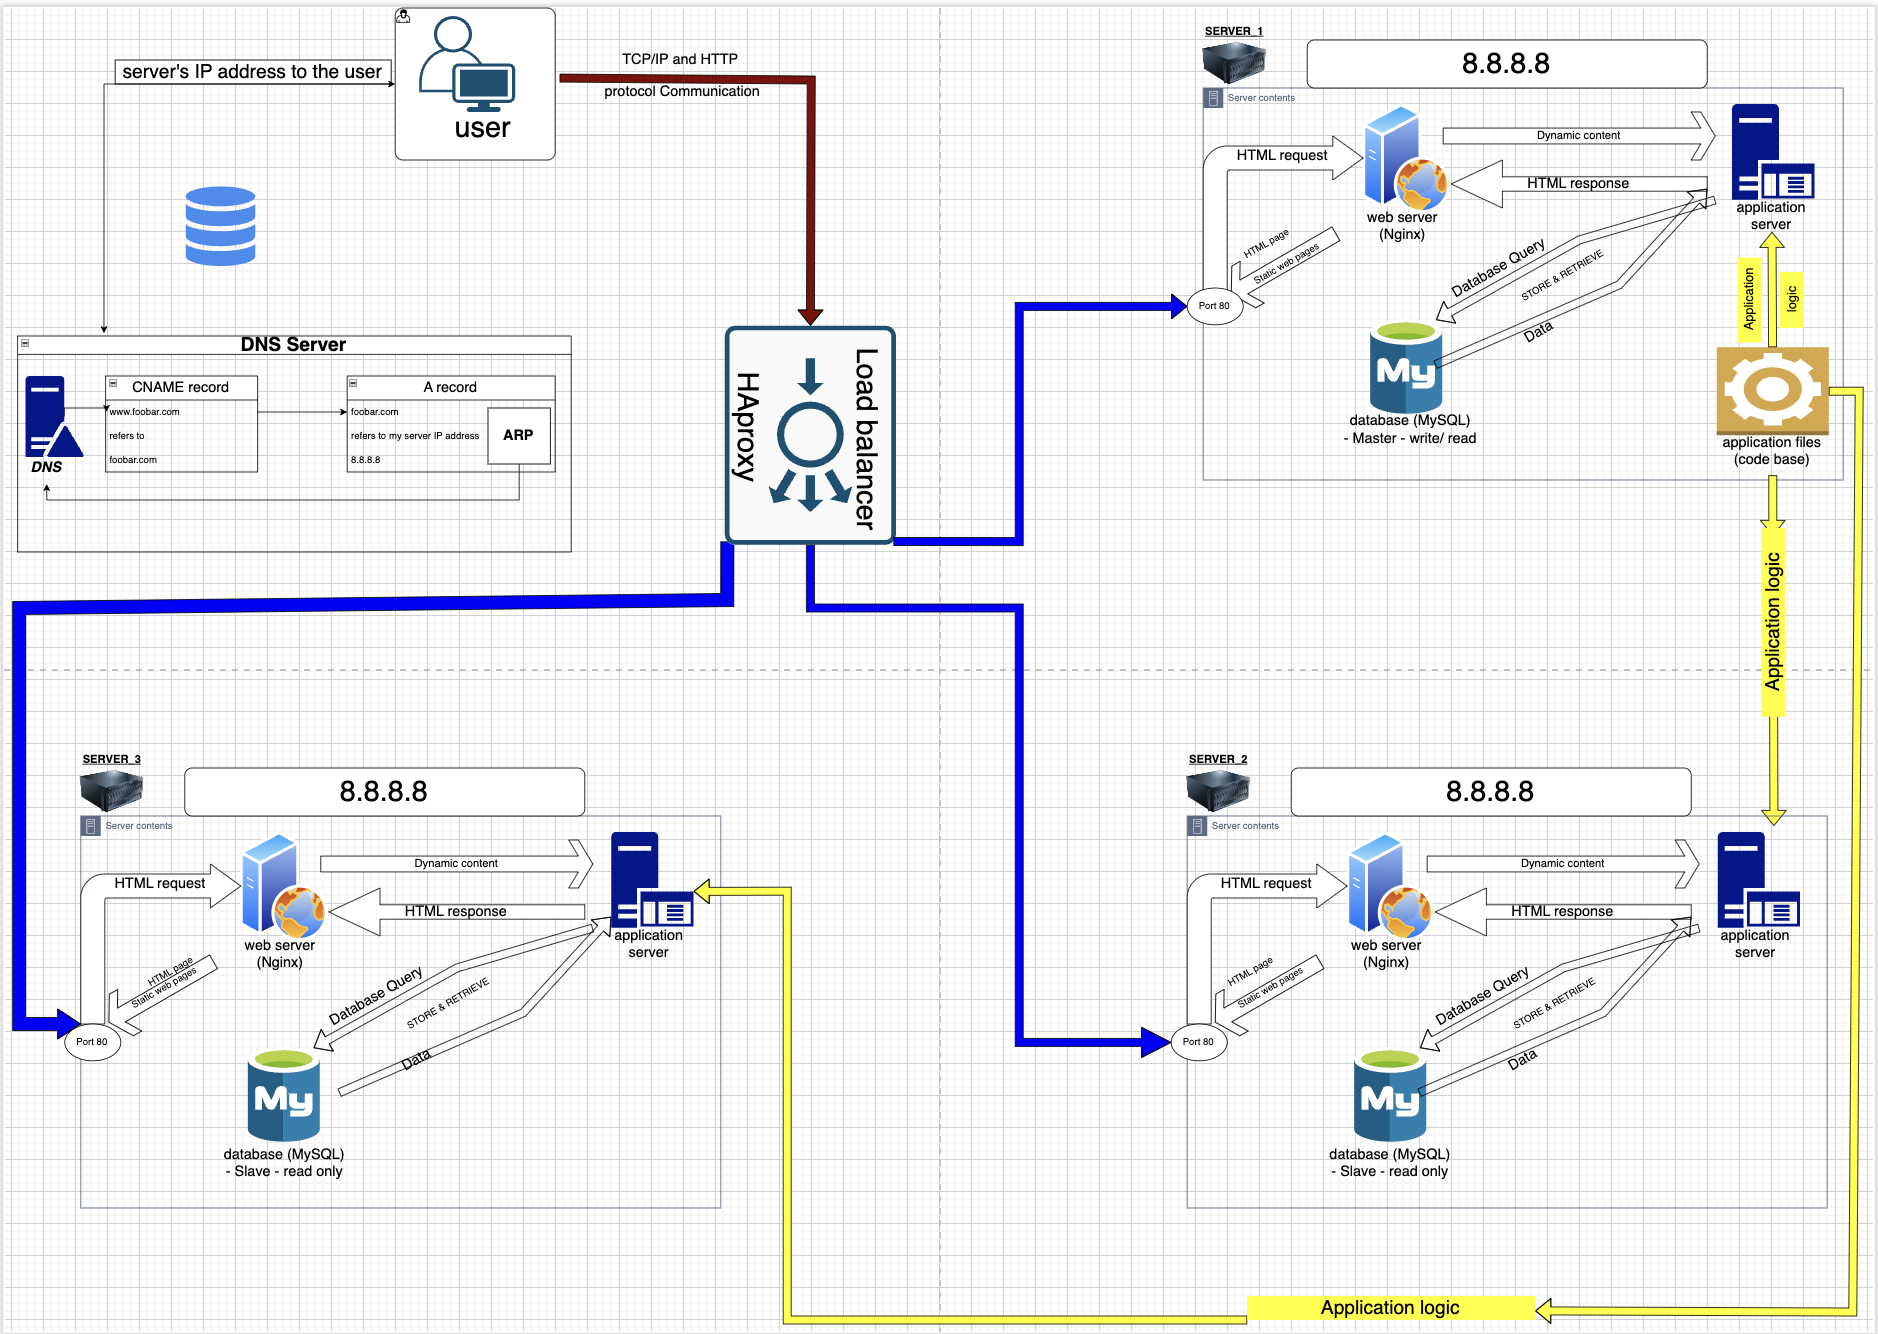 server's IP address to the user
user
TCP/IP and HTTP
protocol Communication
DNS Server
DNS
CNAME record
www.foobar.com
refers to
foobar.com
A record
foobar.com
refers to my server IP address
8.8.8.8
ARP
Load balancer
HAproxy
SERVER_1
8.8.8.8
Server contents
HTML request
web server
(Nginx)
Dynamic content
HTML response
application
server
HTML page
Static web pages
Port 80
Database Query
STORE & RETRIEVE
Data
My
database (MySQL)
- Master - write/ read
Application
logic
application files
(code base)
Application logic
SERVER_3
8.8.8.8
Server contents
HTML request
web server
(Nginx)
Dynamic content
HTML response
application
server
HTML page
Static web pages
Port 80
Database Query
STORE & RETRIEVE
Data
My
database (MySQL)
- Slave - read only
SERVER_2
8.8.8.8
Server contents
HTML request
web server
(Nginx)
Dynamic content
HTML response
application
server
HTML page
Static web pages
Port 80
Database Query
STORE & RETRIEVE
Data
My
database (MySQL)
- Slave - read only
Application logic